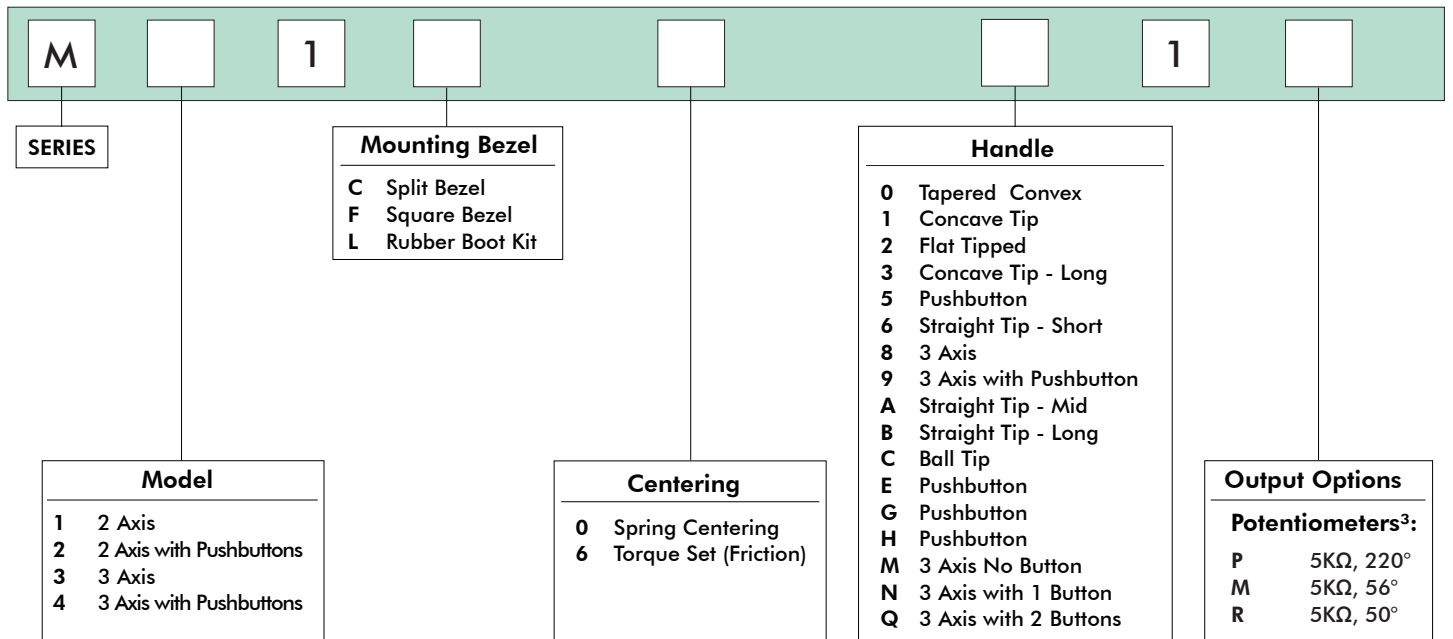 M 1 1
SERIES
Mounting Bezel
C Split Bezel
F Square Bezel
L Rubber Boot Kit
Handle
0 Tapered Convex
1 Concave Tip
2 Flat Tipped
3 Concave Tip - Long
5 Pushbutton
6 Straight Tip - Short
8 3 Axis
9 3 Axis with Pushbutton
A Straight Tip - Mid
B Straight Tip - Long
C Ball Tip
E Pushbutton
G Pushbutton
H Pushbutton
M 3 Axis No Button
N 3 Axis with 1 Button
Q 3 Axis with 2 Buttons
Model
1 2 Axis
2 2 Axis with Pushbuttons
3 3 Axis
4 3 Axis with Pushbuttons
Centering
0 Spring Centering
6 Torque Set (Friction)
Output Options
Potentiometers³:
P 5KΩ, 220°
M 5KΩ, 56°
R 5KΩ, 50°